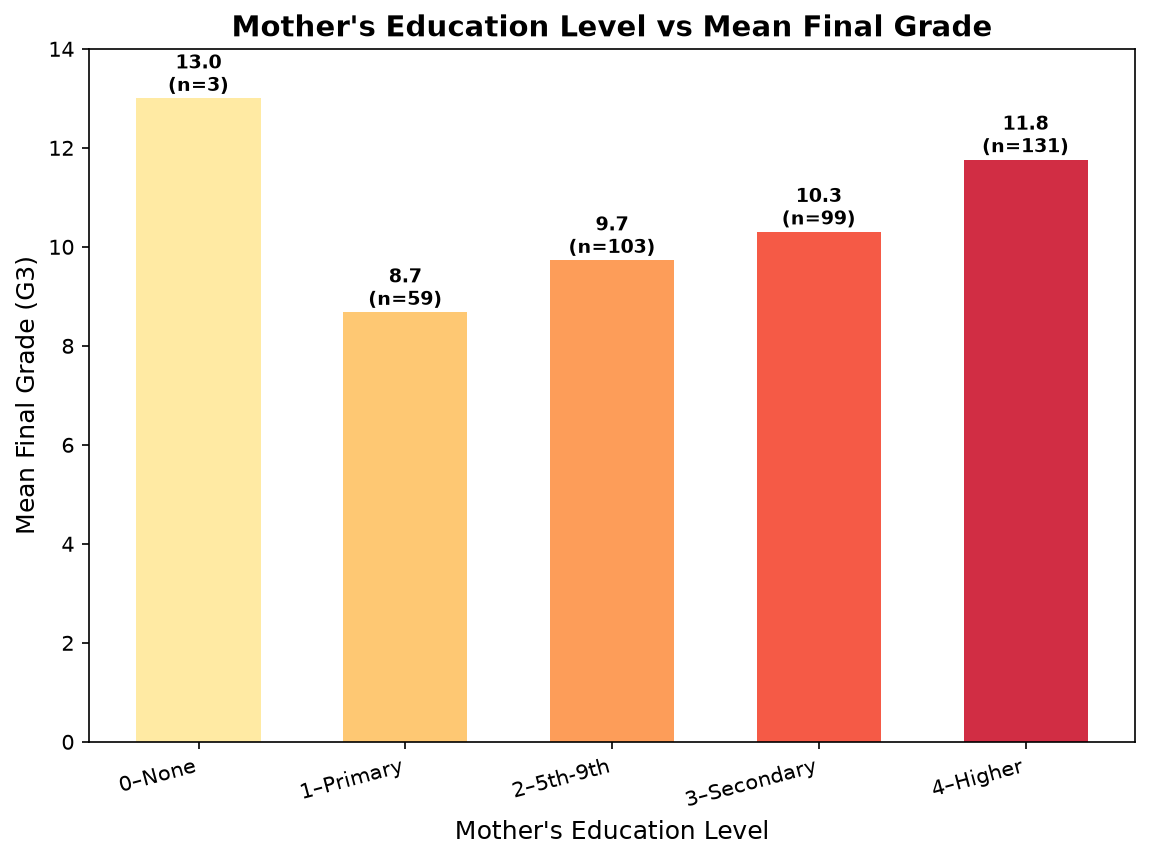 Mother's Education Level vs Mean Final Grade
Mean Final Grade (G3)
14
12
10
8
6
4
2
0
13.0
(n=3)
8.7
(n=59)
9.7
(n=103)
10.3
(n=99)
11.8
(n=131)
0–None
1–Primary
2–5th-9th
3–Secondary
4–Higher
Mother's Education Level